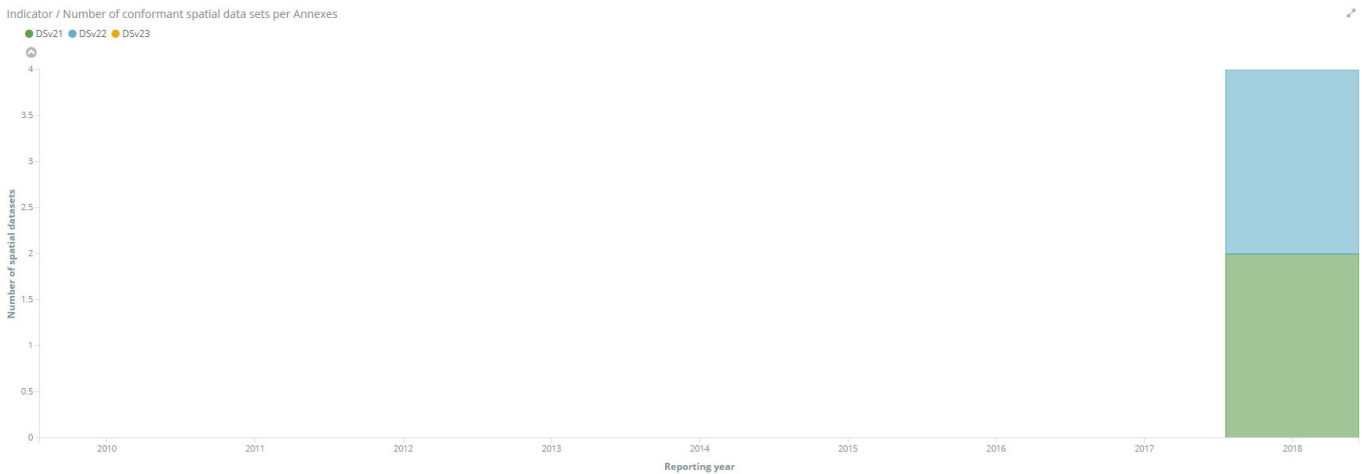 Indicator / Number of conformant spatial data sets per Annexes
DSv21 DSv22 DSv23
4
3.5
3
2.5
2
1.5
1
0.5
0
Number of spatial datasets
2010 2011 2012 2013 2014 2015 2016 2017 2018
Reporting year